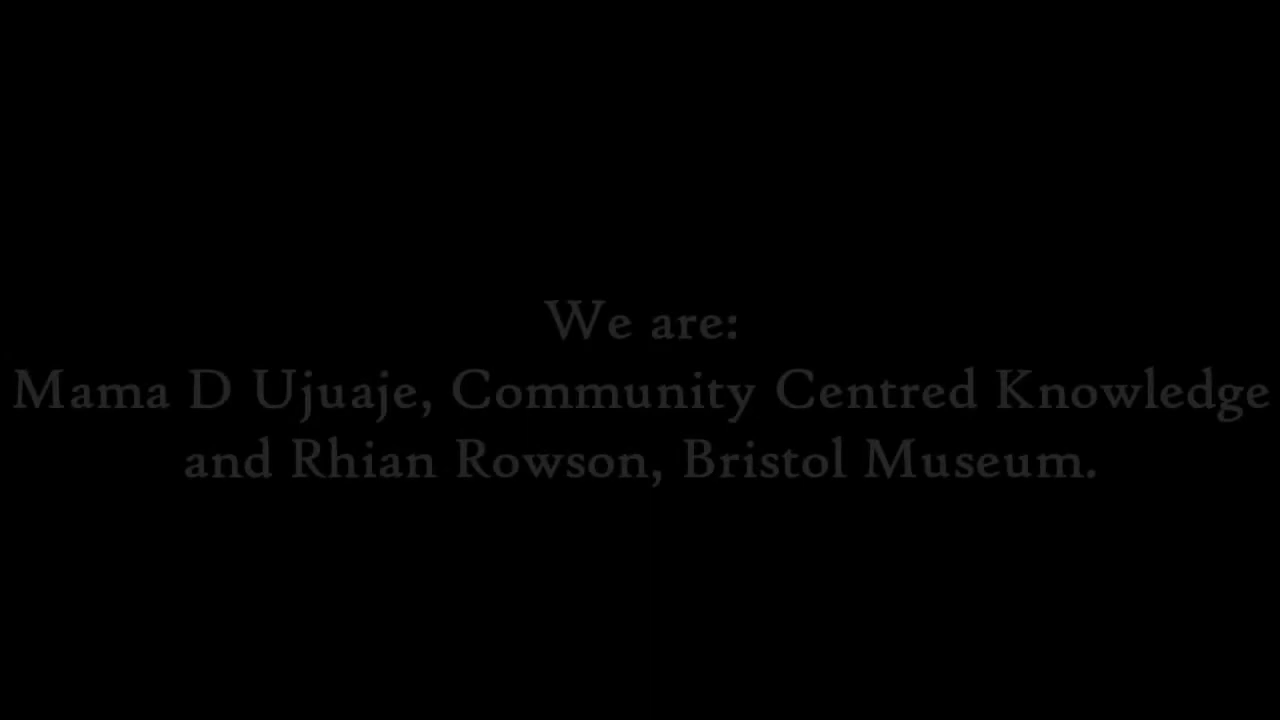 We are:
Mama D Ujuaje, Community Centred Knowledge
and Rhian Rowson, Bristol Museum.